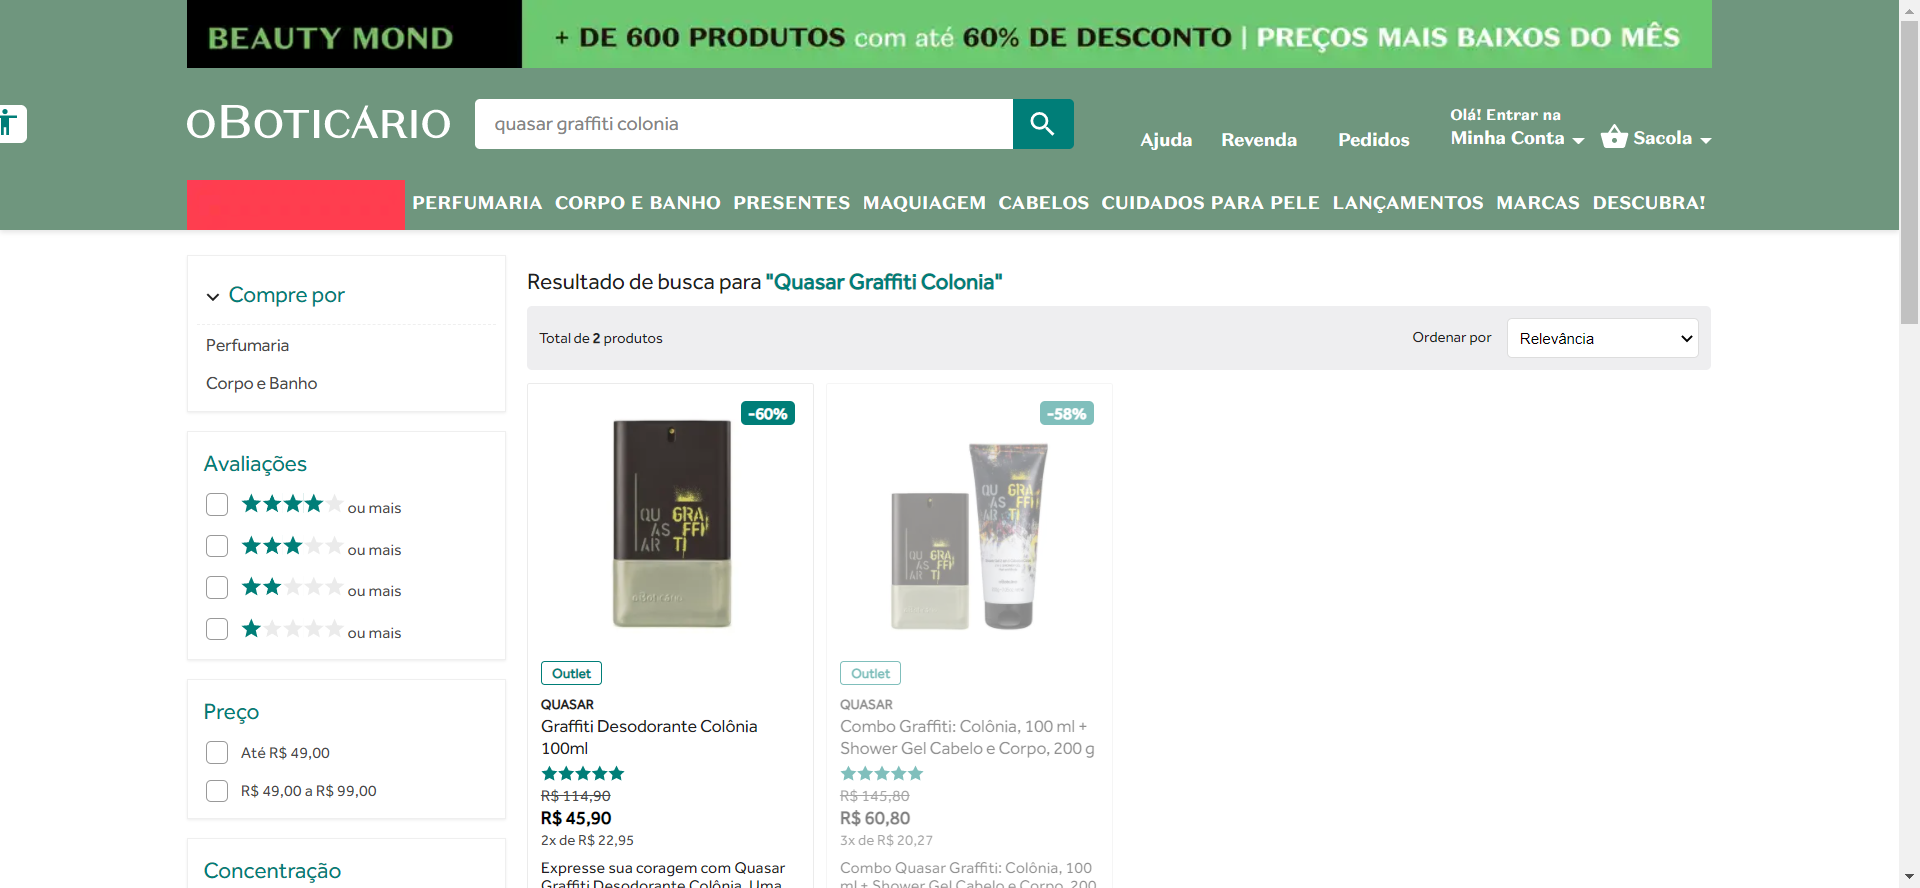 BEAUTY MOND
+ DE 600 PRODUTOS com até 60% DE DESCONTO | PREÇOS MAIS BAIXOS DO MÊS
oBOTICÁRIO
quasar graffiti colonia
Ajuda
Revenda
Pedidos
Olá! Entrar na
Minha Conta
Sacola
PERFUMARIA
CORPO E BANHO
PRESENTES
MAQUIAGEM
CABELOS
CUIDADOS PARA PELE
LANÇAMENTOS
MARCAS
DESCUBRA!
Compre por
Perfumaria
Corpo e Banho
Avaliações
ou mais
ou mais
ou mais
ou mais
Preço
Até R$ 49,00
R$ 49,00 a R$ 99,00
Concentração
Resultado de busca para "Quasar Graffiti Colonia"
Total de 2 produtos
Ordenar por
Relevância
-60%
QU GRA
AS FFI
AR TI
oBoticário
Outlet
QUASAR
Graffiti Desodorante Colônia
100ml
R$ 114,90
R$ 45,90
2x de R$ 22,95
Expresse sua coragem com Quasar
Graffiti Desodorante Colônia. Uma
-58%
QU GRA
AS FFI
AR TI
QU GRA
AS FFI
AR TI
Outlet
QUASAR
Combo Graffiti: Colônia, 100 ml +
Shower Gel Cabelo e Corpo, 200 g
R$ 145,80
R$ 60,80
3x de R$ 20,27
Combo Quasar Graffiti: Colônia, 100
ml + Shower Gel Cabelo e Corpo, 200